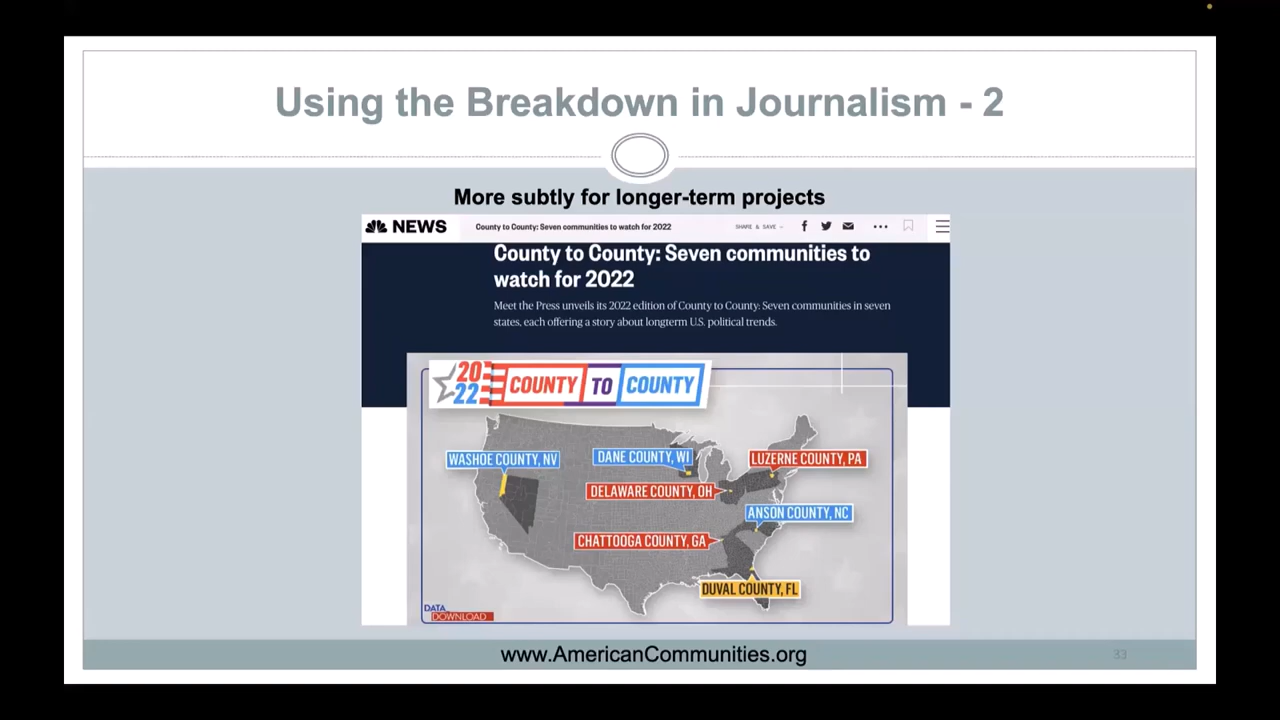 Using the Breakdown in Journalism - 2
More subtly for longer-term projects
NEWS County to County: Seven communities to watch for 2022 SHARE & SAVE
County to County: Seven communities to
watch for 2022
Meet the Press unveils its 2022 edition of County to County: Seven communities in seven
states, each offering a story about longterm U.S. political trends.
2022 COUNTY TO COUNTY
WASHOE COUNTY, NV
DANE COUNTY, WI
LUZERNE COUNTY, PA
DELAWARE COUNTY, OH
ANSON COUNTY, NC
CHATTOOGA COUNTY, GA
DUVAL COUNTY, FL
DATA
DOWNLOAD
www.AmericanCommunities.org
33